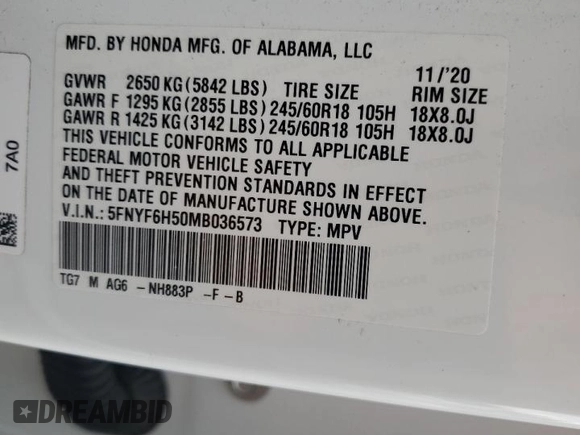 MFD. BY HONDA MFG. OF ALABAMA, LLC
11/'20
GVWR 2650 KG (5842 LBS) TIRE SIZE RIM SIZE
GAWR F 1295 KG (2855 LBS) 245/60R18 105H 18X8.0J
GAWR R 1425 KG (3142 LBS) 245/60R18 105H 18X8.0J
THIS VEHICLE CONFORMS TO ALL APPLICABLE
FEDERAL MOTOR VEHICLE SAFETY
AND THEFT PREVENTION STANDARDS IN EFFECT
ON THE DATE OF MANUFACTURE SHOWN ABOVE.
V.I.N.: 5FNYF6H50MB036573 TYPE: MPV
TG7 M AG6 - NH883P - F - B
7A0
DREAMBID